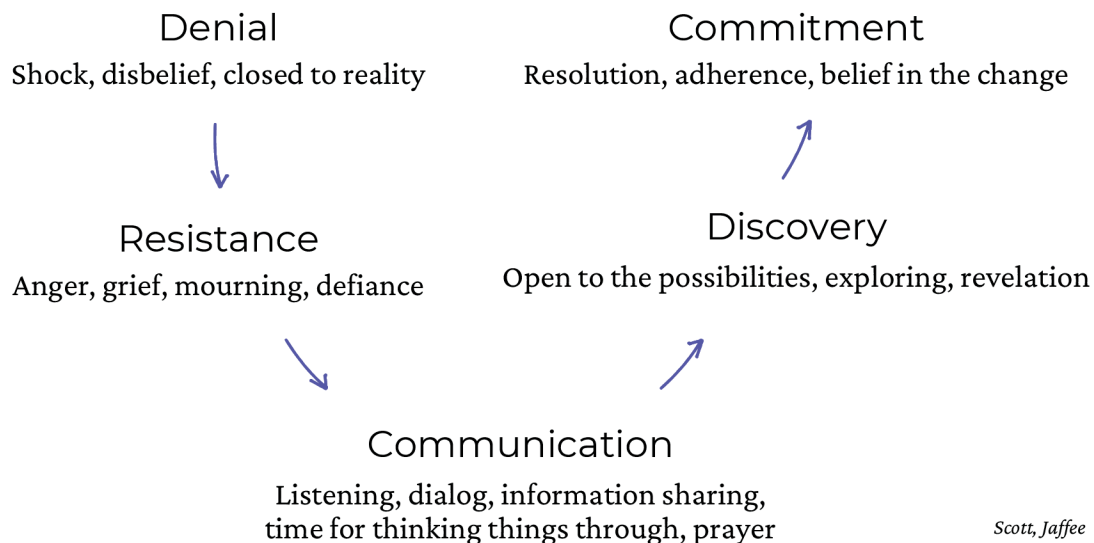 Denial
Shock, disbelief, closed to reality
Resistance
Anger, grief, mourning, defiance
Communication
Listening, dialog, information sharing,
time for thinking things through, prayer
Discovery
Open to the possibilities, exploring, revelation
Commitment
Resolution, adherence, belief in the change
Scott, Jaffee